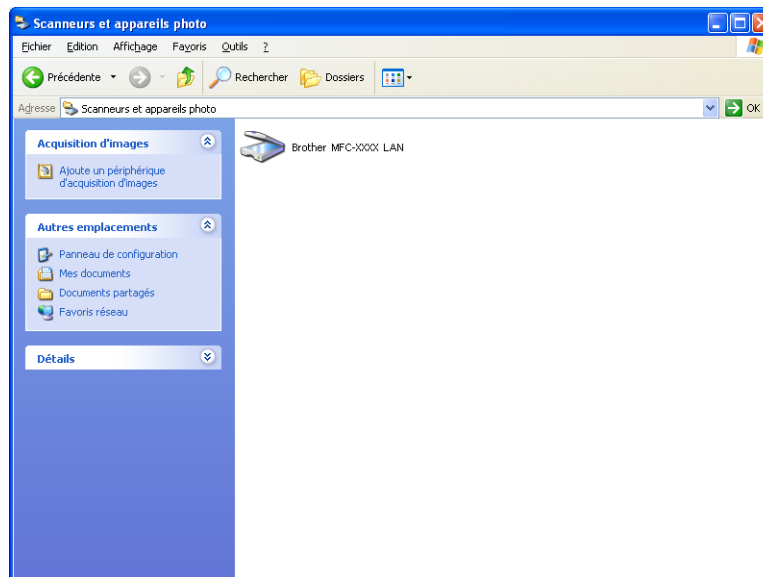 Scanneurs et appareils photo
Fichier Edition Affichage Favoris Outils ?
Précédente Rechercher Dossiers
Adresse Scanneurs et appareils photo OK
Acquisition d'images
Ajoute un périphérique
d'acquisition d'images
Autres emplacements
Panneau de configuration
Mes documents
Documents partagés
Favoris réseau
Détails
Brother MFC-XXXX LAN